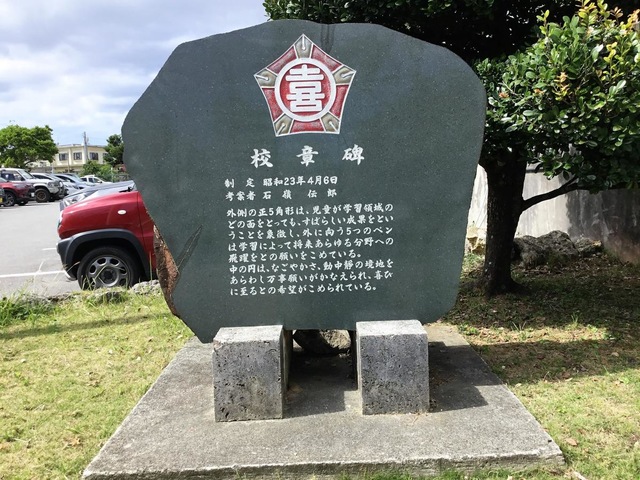 喜
校章碑
制定 昭和23年4月6日
考案者 石嶺 伝郎
外側の正5角形は、児童が学習領域の
どの面をとっても、すばらしい成果をとい
うことを象徴し、外に向う5つのペン
は学習によって将来あらゆる分野への
飛躍をとの願いをこめている。
中の円は、なごやかさ、動中静の境地を
あらわし万事願いがかなえられ、喜び
に至るとの希望がこめられている。